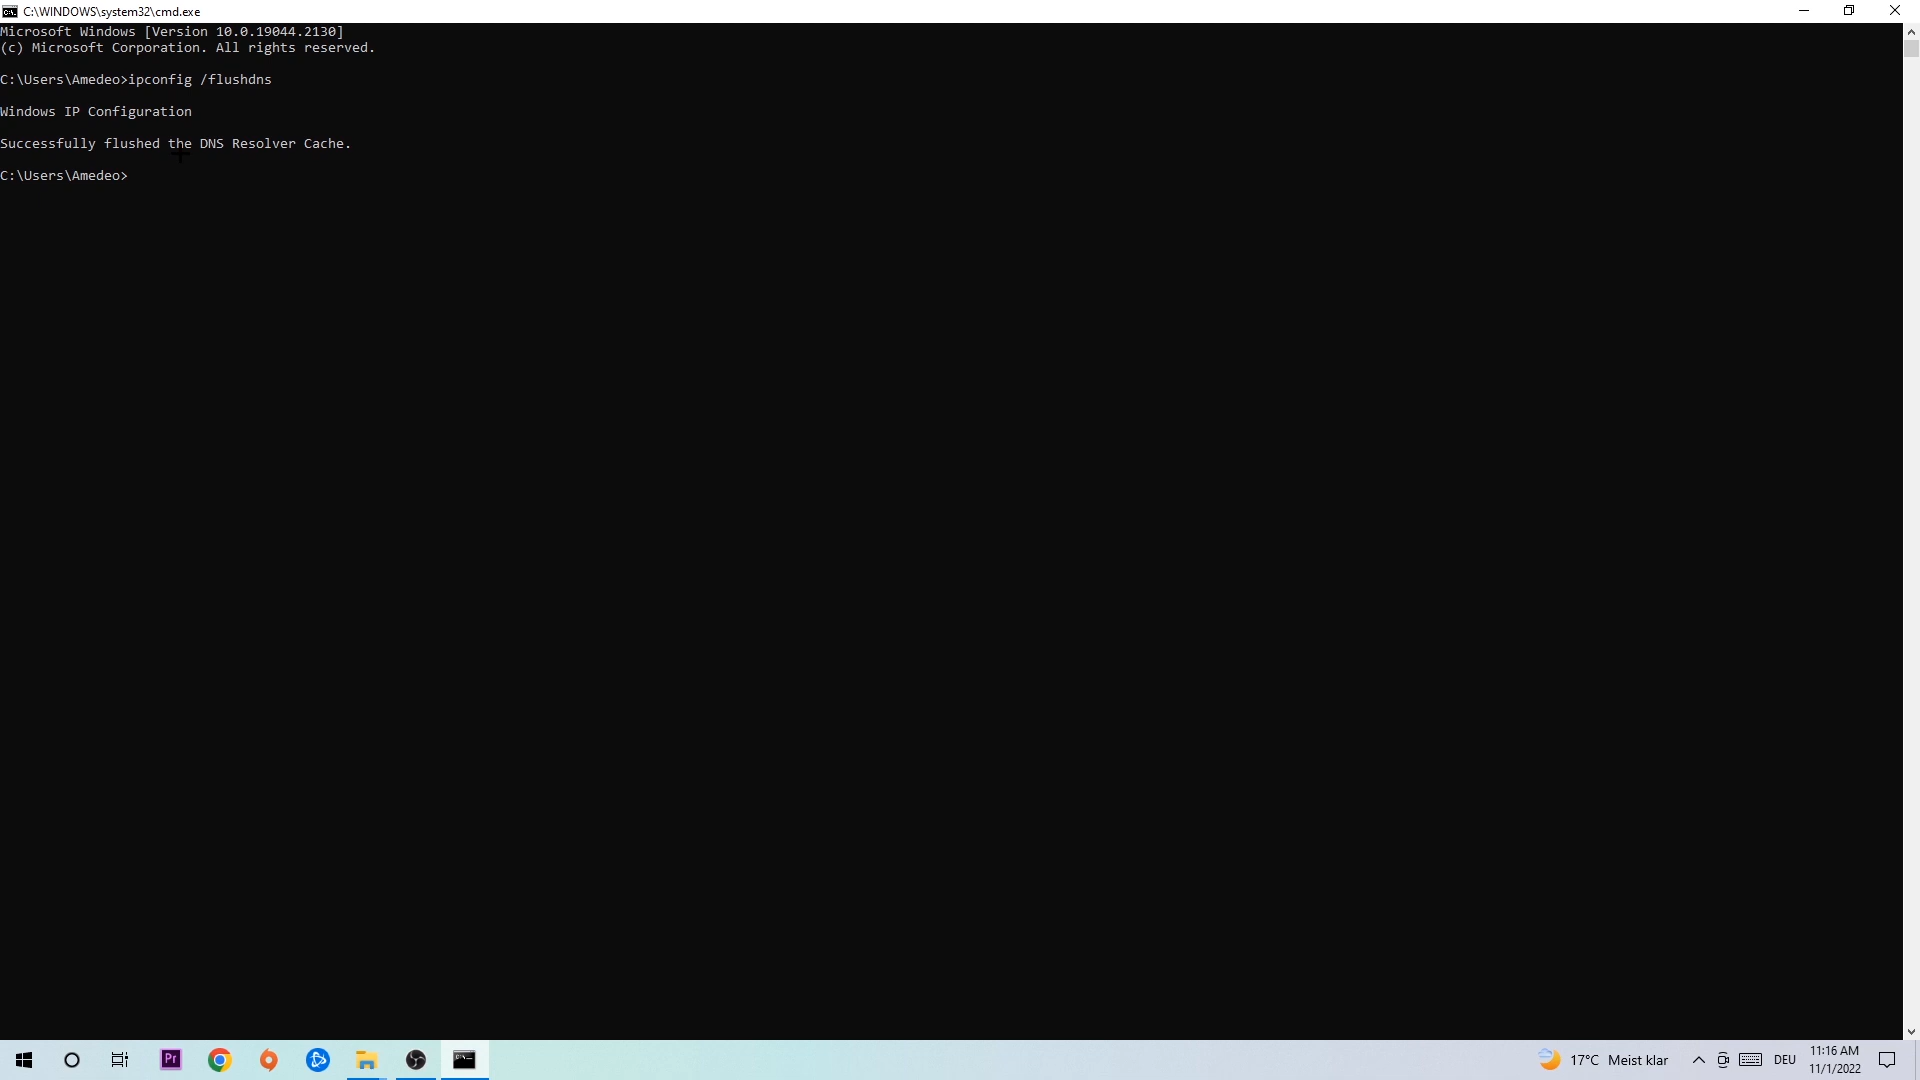 C:\WINDOWS\system32\cmd.exe
Microsoft Windows [Version 10.0.19044.2130]
(c) Microsoft Corporation. All rights reserved.
C:\Users\Amedeo>ipconfig /flushdns
Windows IP Configuration
Successfully flushed the DNS Resolver Cache.
C:\Users\Amedeo>
Pr
17°C Meist klar
DEU
11:16 AM
11/1/2022